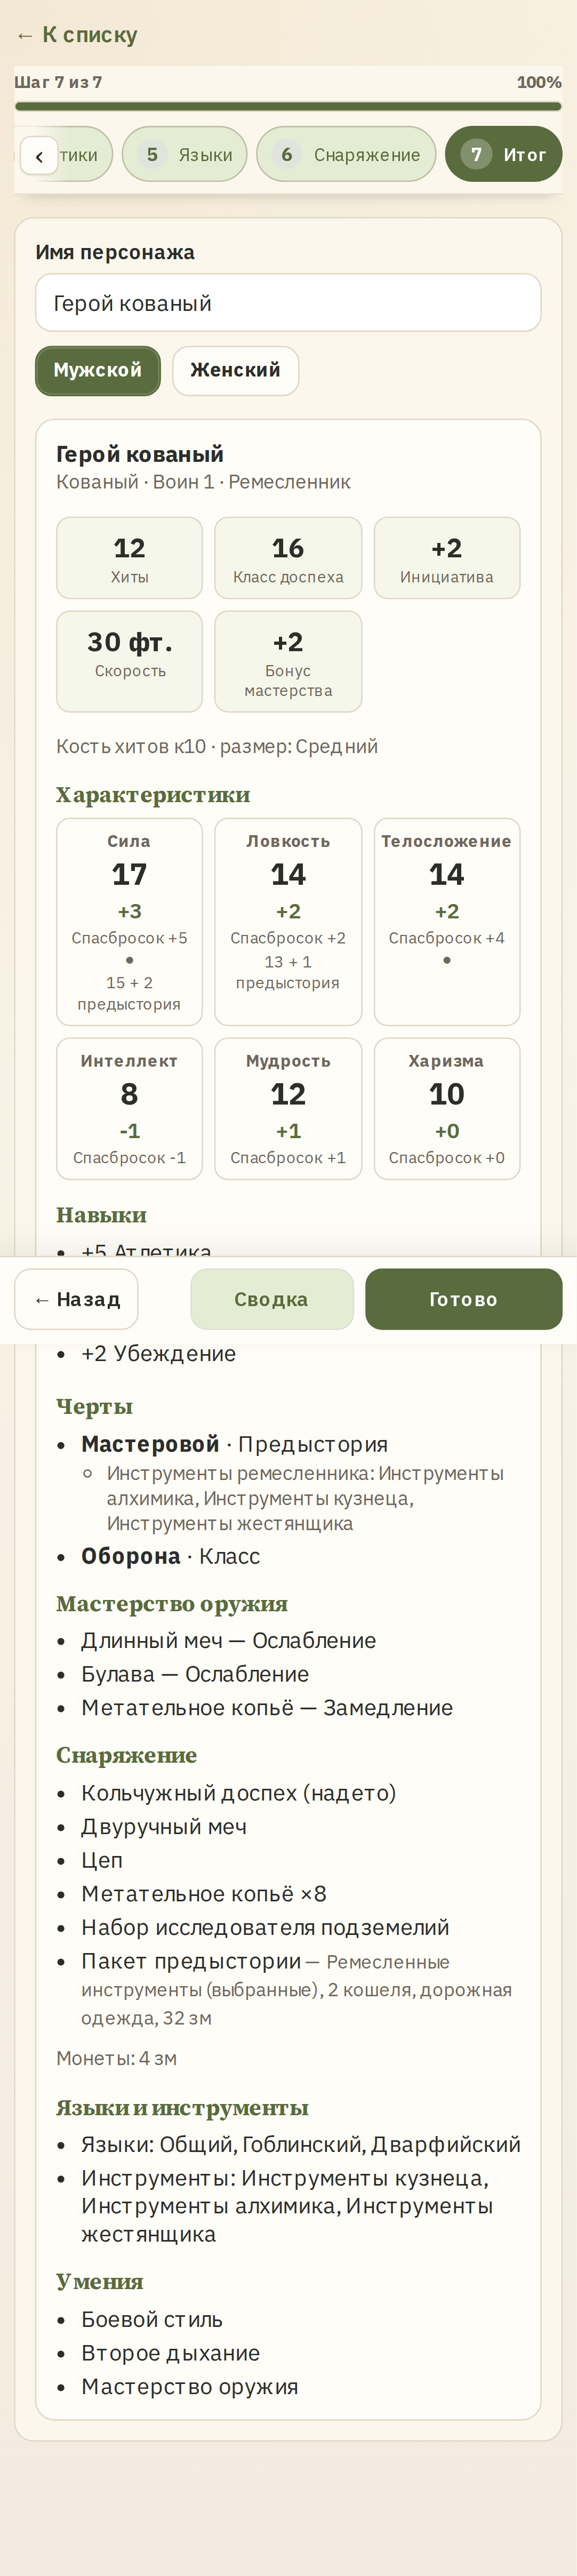 ← К списку
Шаг 7 из 7 100%
‹ тики 5 Языки 6 Снаряжение 7 Итог
Имя персонажа
Герой кованый
Мужской Женский
Герой кованый
Кованый · Воин 1 · Ремесленник
12 16 +2
Хиты Класс доспеха Инициатива
30 фт. +2
Скорость Бонус
мастерства
Кость хитов к10 · размер: Средний
Характеристики
Сила Ловкость Телосложение
17 14 14
+3 +2 +2
Спасбросок +5 Спасбросок +2 Спасбросок +4
● 13 + 1 ●
15 + 2 предыстория
предыстория
Интеллект Мудрость Харизма
8 12 10
-1 +1 +0
Спасбросок -1 Спасбросок +1 Спасбросок +0
Навыки
• +5 Атлетика
← Назад Сводка Готово
• +2 Убеждение
Черты
• Мастеровой · Предыстория
◦ Инструменты ремесленника: Инструменты
алхимика, Инструменты кузнеца,
Инструменты жестянщика
• Оборона · Класс
Мастерство оружия
• Длинный меч — Ослабление
• Булава — Ослабление
• Метательное копьё — Замедление
Снаряжение
• Кольчужный доспех (надето)
• Двуручный меч
• Цеп
• Метательное копьё ×8
• Набор исследователя подземелий
• Пакет предыстории — Ремесленные
инструменты (выбранные), 2 кошеля, дорожная
одежда, 32 зм
Монеты: 4 зм
Языки и инструменты
• Языки: Общий, Гоблинский, Дварфийский
• Инструменты: Инструменты кузнеца,
Инструменты алхимика, Инструменты
жестянщика
Умения
• Боевой стиль
• Второе дыхание
• Мастерство оружия